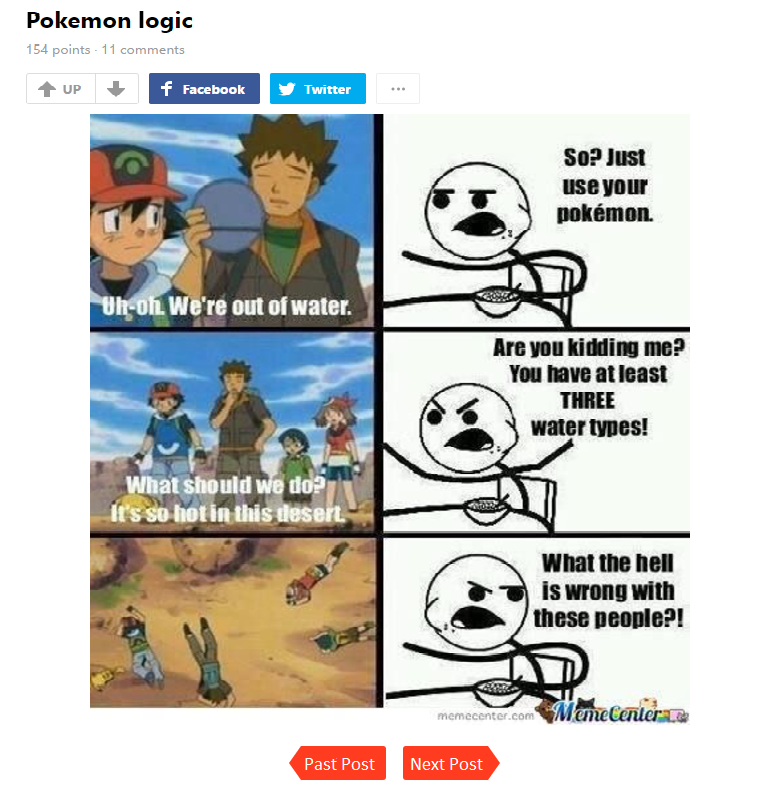 Pokemon logic
154 points · 11 comments
UP
Facebook
Twitter
...
Uh-oh. We're out of water.
So? Just
use your
pokémon.
What should we do?
It's so hot in this desert.
Are you kidding me?
You have at least
THREE
water types!
What the hell
is wrong with
these people?!
memecenter.com
MemeCenter
Past Post
Next Post